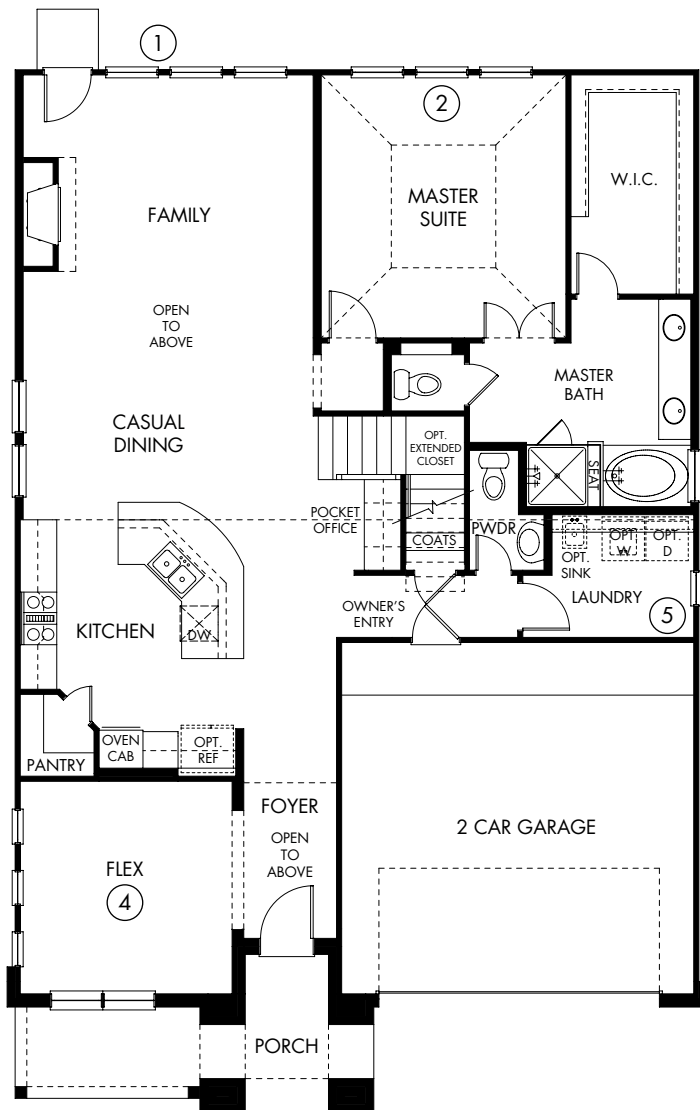 1
2
W.I.C.
MASTER
SUITE
FAMILY
OPEN
TO
ABOVE
MASTER
BATH
CASUAL
DINING
OPT.
EXTENDED
CLOSET
SEAT
POCKET
OFFICE
PWDR
COATS
OPT.
W
OPT.
D
OPT.
SINK
LAUNDRY
OWNER'S
ENTRY
5
KITCHEN
DW
OVEN
CAB
OPT.
REF
PANTRY
FOYER
OPEN
TO
ABOVE
2 CAR GARAGE
FLEX
4
PORCH